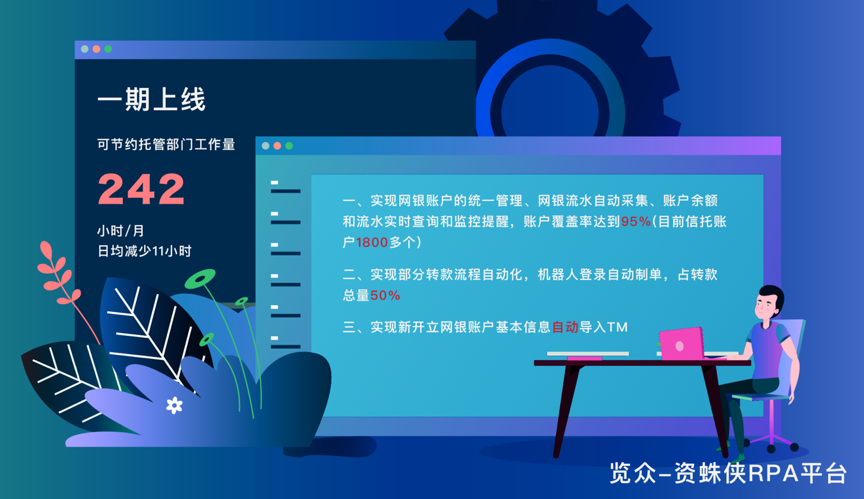 一期上线
可节约托管部门工作量
242
小时/月
日均减少11小时
一、实现网银账户的统一管理、网银流水自动采集、账户余额
和流水实时查询和监控提醒，账户覆盖率达到95%(目前信托账
户1800多个)
二、实现部分转款流程自动化，机器人登录自动制单，占转款
总量50%
三、实现新开立网银账户基本信息自动导入TM
览众-资蛛侠RPA平台